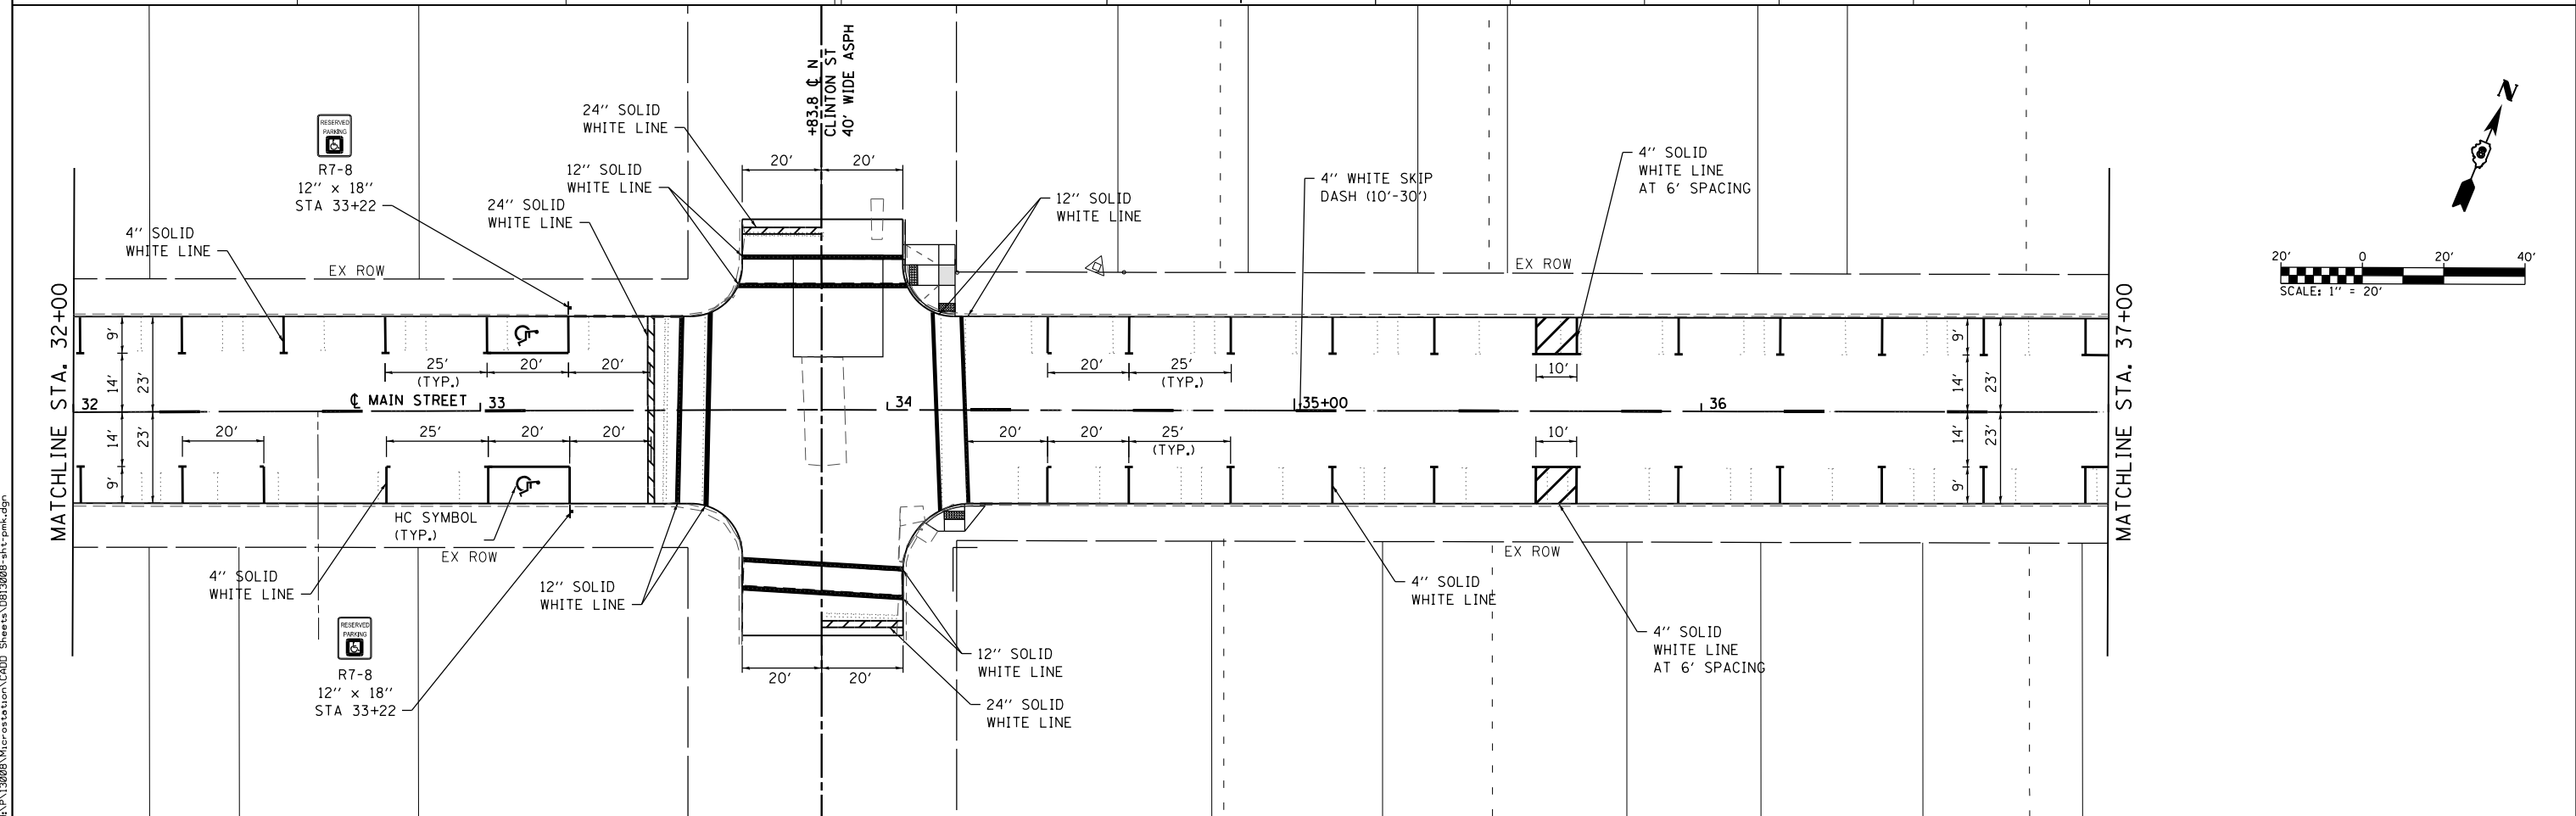 +83.8 ℄ N
CLINTON ST
40' WIDE ASPH
N
24" SOLID
WHITE LINE
RESERVED
PARKING
R7-8
12" x 18"
STA 33+22
12" SOLID
WHITE LINE
20'
20'
24" SOLID
WHITE LINE
12" SOLID
WHITE LINE
4" WHITE SKIP
DASH (10'-30')
4" SOLID
WHITE LINE
AT 6' SPACING
4" SOLID
WHITE LINE
EX ROW
EX ROW
20'
0
20'
40'
SCALE: 1" = 20'
MATCHLINE STA. 32+00
MATCHLINE STA. 37+00
9'
14'
23'
25'
(TYP.)
20'
20'
20'
25'
(TYP.)
10'
9'
14'
23'
32
℄ MAIN STREET
33
34
35+00
36
14'
23'
9'
20'
25'
20'
20'
20'
20'
25'
(TYP.)
10'
14'
23'
9'
HC SYMBOL
(TYP.)
EX ROW
EX ROW
4" SOLID
WHITE LINE
12" SOLID
WHITE LINE
4" SOLID
WHITE LINE
RESERVED
PARKING
R7-8
12" x 18"
STA 33+22
20'
20'
12" SOLID
WHITE LINE
24" SOLID
WHITE LINE
4" SOLID
WHITE LINE
AT 6' SPACING